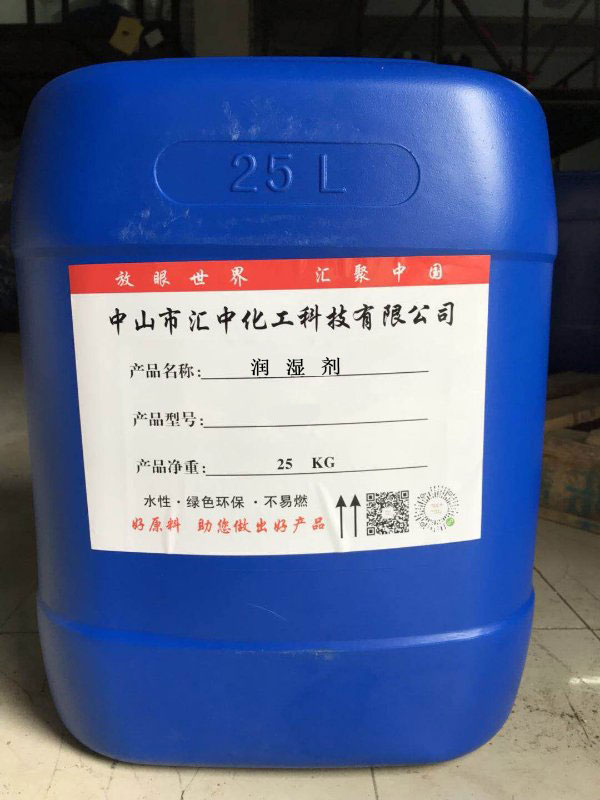 25 L
放眼世界 汇聚中国
中山市汇中化工科技有限公司
产品名称: 润湿剂
产品型号:
产品净重: 25 KG
水性·绿色环保·不易燃
好原料 助您做出好产品